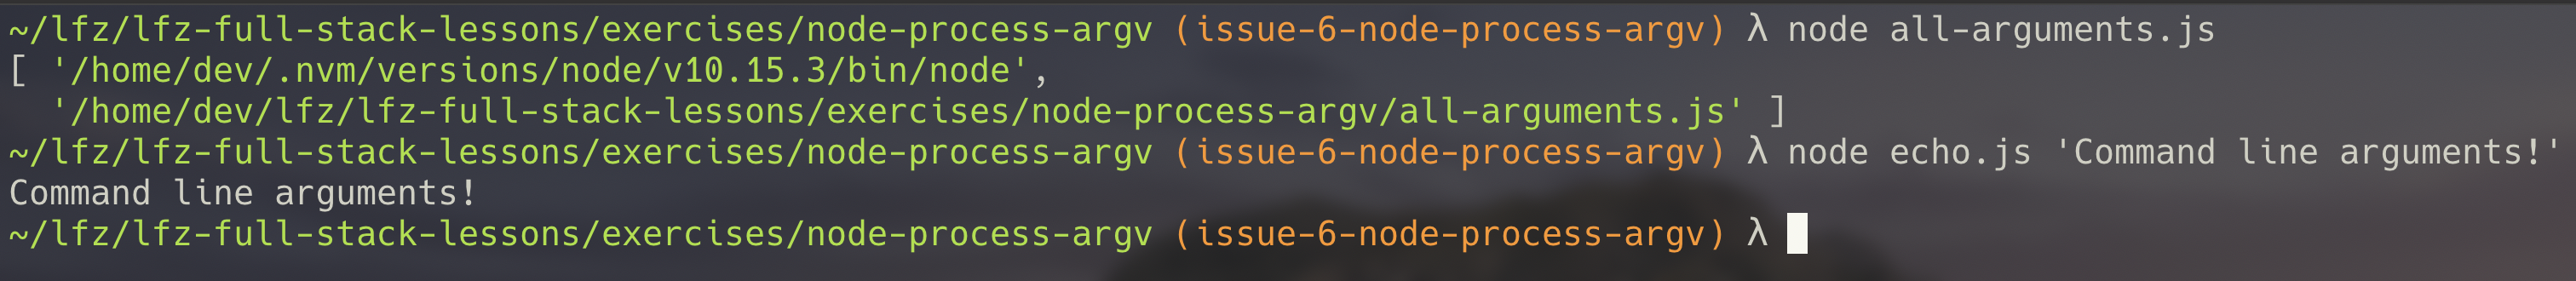 ~/lfz/lfz-full-stack-lessons/exercises/node-process-argv (issue-6-node-process-argv) λ node all-arguments.js
[ '/home/dev/.nvm/versions/node/v10.15.3/bin/node',
  '/home/dev/lfz/lfz-full-stack-lessons/exercises/node-process-argv/all-arguments.js' ]
~/lfz/lfz-full-stack-lessons/exercises/node-process-argv (issue-6-node-process-argv) λ node echo.js 'Command line arguments!'
Command line arguments!
~/lfz/lfz-full-stack-lessons/exercises/node-process-argv (issue-6-node-process-argv) λ